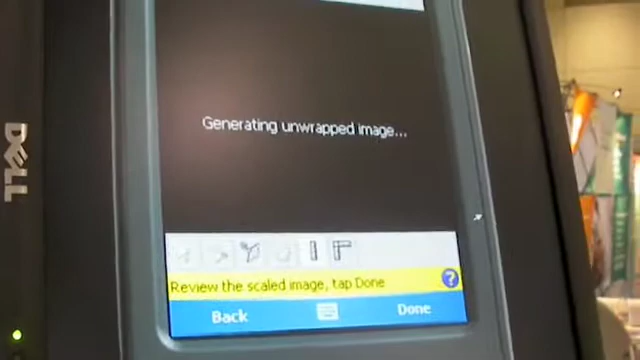 DELL
Generating unwrapped image...
Review the scaled image, tap Done
?
Back
Done